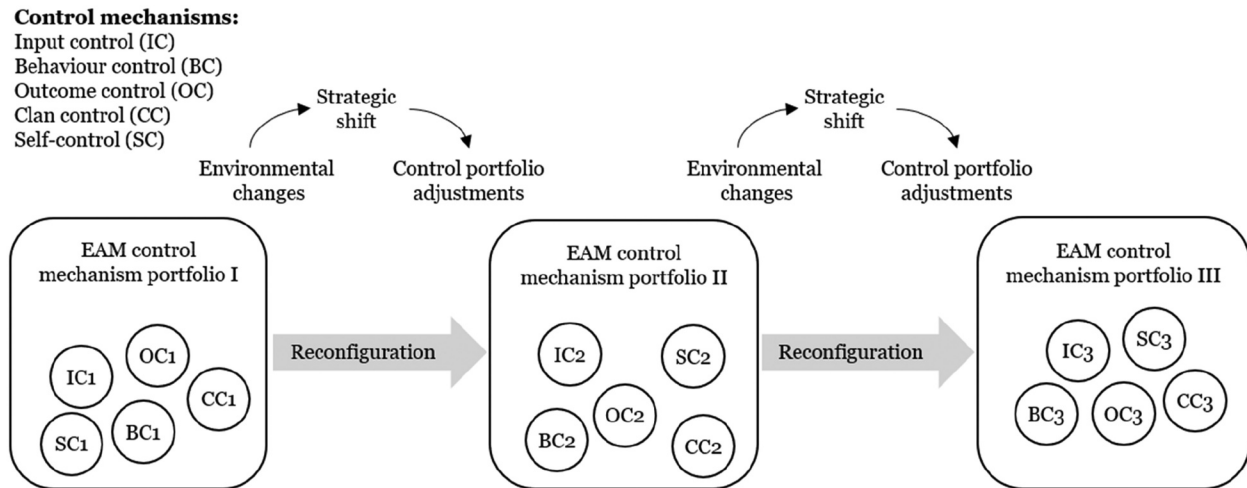 Control mechanisms:
Input control (IC)
Behaviour control (BC)
Outcome control (OC)
Clan control (CC)
Self-control (SC)
Strategic
shift
Environmental
changes
Control portfolio
adjustments
Strategic
shift
Environmental
changes
Control portfolio
adjustments
EAM control
mechanism portfolio I
IC1
OC1
CC1
SC1
BC1
Reconfiguration
EAM control
mechanism portfolio II
IC2
SC2
OC2
BC2
CC2
Reconfiguration
EAM control
mechanism portfolio III
IC3
SC3
BC3
OC3
CC3